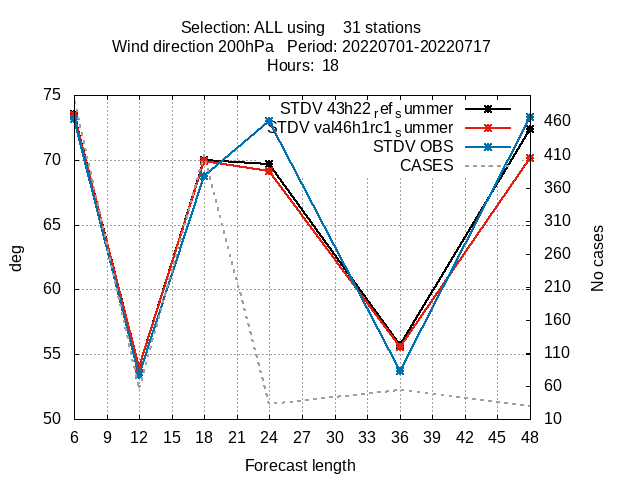 Selection: ALL using    31 stations
Wind direction 200hPa   Period: 20220701-20220717
Hours:  18
75
70
65
60
55
50
deg
STDV 43h22ᵣef_summer
STDV val46h1rc1_summer
STDV OBS
CASES
460
410
360
310
260
210
160
110
60
10
No cases
6 9 12 15 18 21 24 27 30 33 36 39 42 45 48
Forecast length